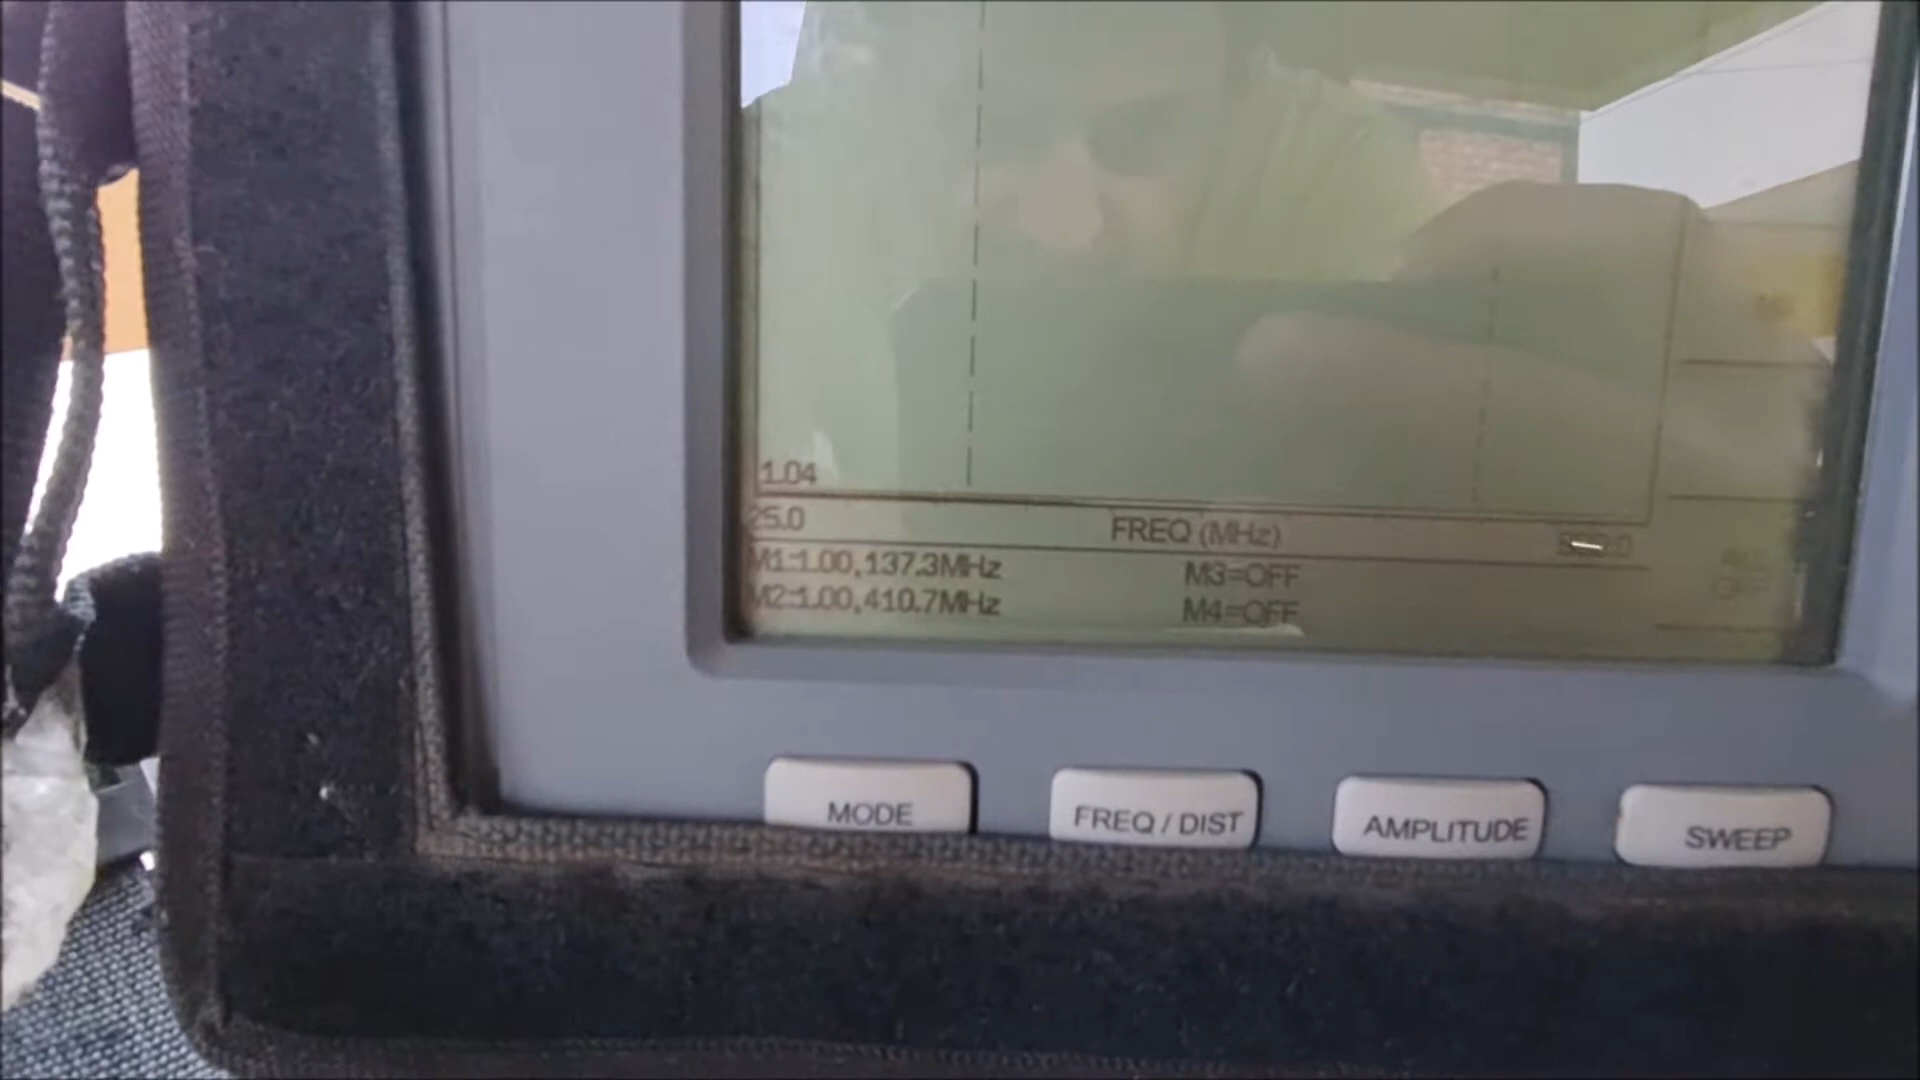 1.04
25.0 FREQ (MHz)
M1:1.00,137.3MHz M3=OFF
M2:1.00,410.7MHz M4=OFF
OFF
MODE FREQ / DIST AMPLITUDE SWEEP